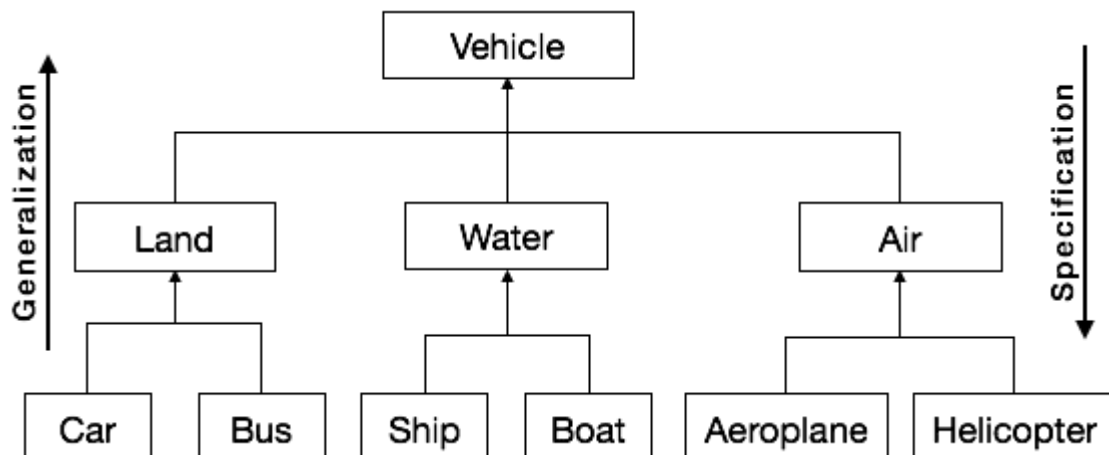 Vehicle
Generalization
Specification
Land
Water
Air
Car
Bus
Ship
Boat
Aeroplane
Helicopter